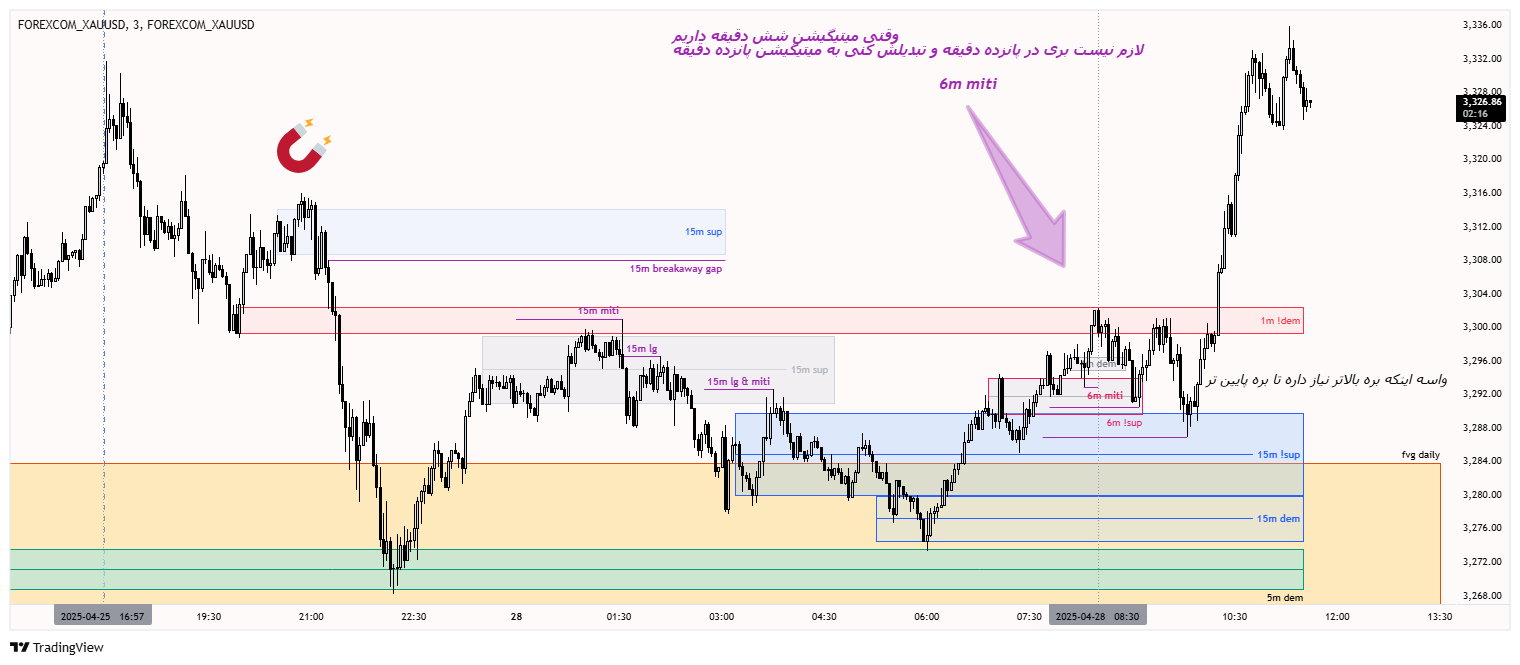 FOREXCOM_XAUUSD, 3, FOREXCOM_XAUUSD
وقتی میتیگیشن شش دقیقه داریم
لازم نیست بری در پانزده دقیقه و تبدیلش کنی به میتیگیشن پانزده دقیقه
6m miti
15m sup
15m breakaway gap
15m miti
1m !dem
15m lg
15m sup
dem
15m lg & miti
واسه اینکه بره بالاتر نیاز داره تا بره پایین تر
6m miti
6m !sup
15m !sup
fvg daily
15m dem
5m dem
3,336.00
3,332.00
3,328.00
3,326.86
02:16
3,324.00
3,320.00
3,316.00
3,312.00
3,308.00
3,304.00
3,300.00
3,296.00
3,292.00
3,288.00
3,284.00
3,280.00
3,276.00
3,272.00
3,268.00
2025-04-25 16:57
19:30
21:00
22:30
28
01:30
03:00
04:30
06:00
07:30
2025-04-28 08:30
10:30
12:00
13:30
TradingView